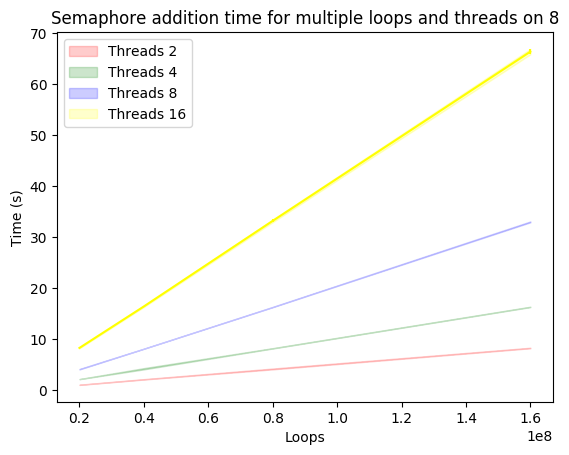 Semaphore addition time for multiple loops and threads on 8
70
60
50
40
30
20
10
0
Time (s)
Threads 2
Threads 4
Threads 8
Threads 16
0.2 0.4 0.6 0.8 1.0 1.2 1.4 1.6
1e8
Loops